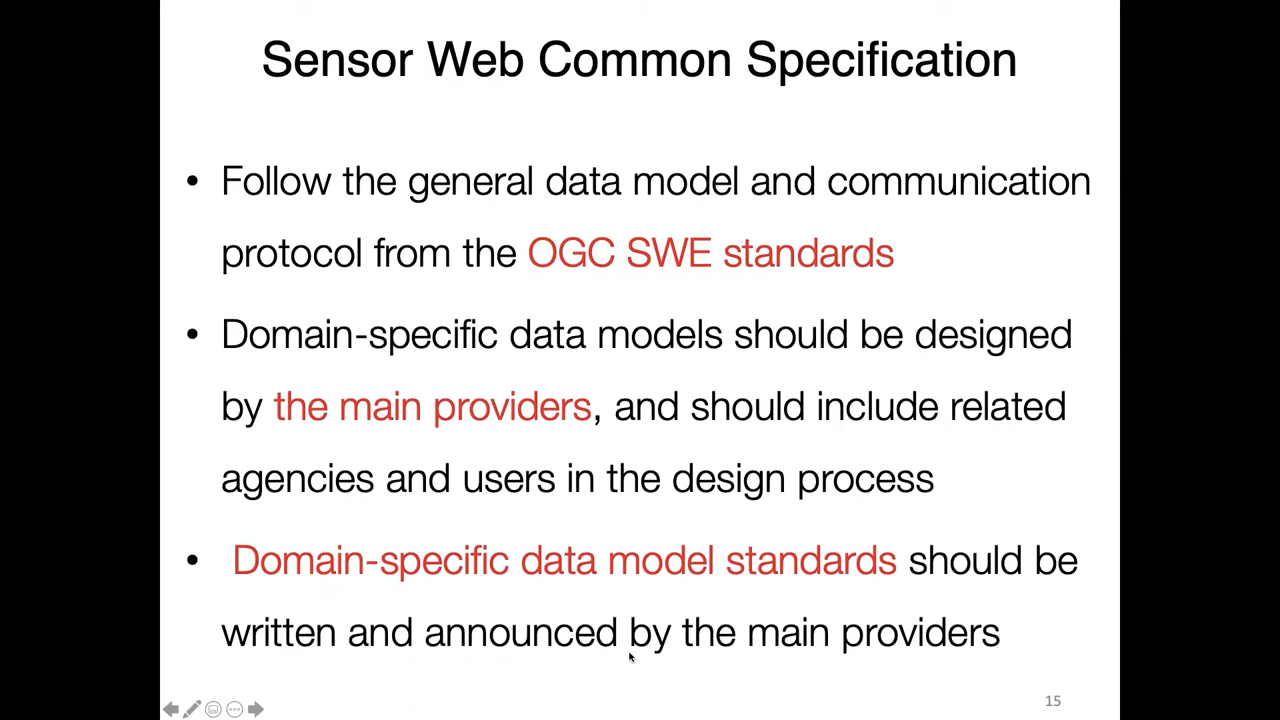 Sensor Web Common Specification
• Follow the general data model and communication
protocol from the OGC SWE standards
• Domain-specific data models should be designed
by the main providers, and should include related
agencies and users in the design process
• Domain-specific data model standards should be
written and announced by the main providers
15